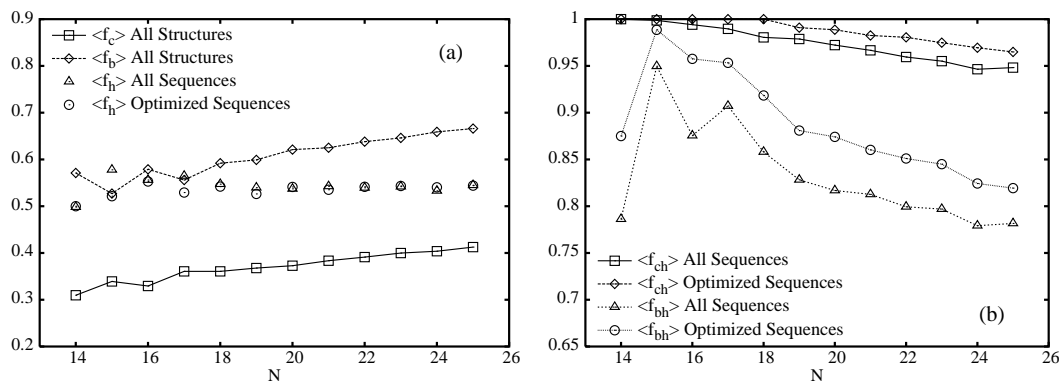 0.9
0.8
0.7
0.6
0.5
0.4
0.3
0.2
<f_c> All Structures
<f_b> All Structures
<f_h> All Sequences
<f_h> Optimized Sequences
(a)
14 16 18 20 22 24 26
N
1
0.95
0.9
0.85
0.8
0.75
0.7
0.65
<f_ch> All Sequences
<f_ch> Optimized Sequences
<f_bh> All Sequences
<f_bh> Optimized Sequences
(b)
14 16 18 20 22 24 26
N